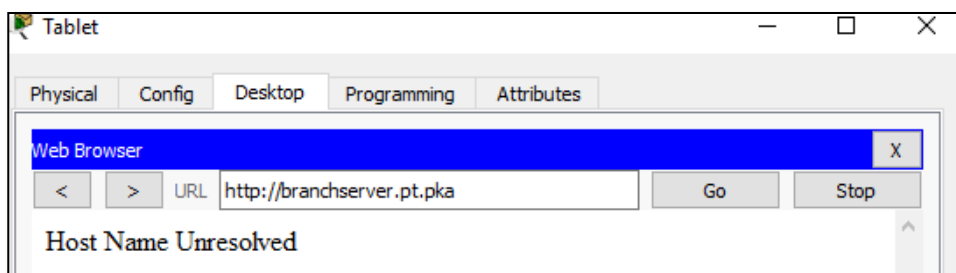 Tablet
Physical Config Desktop Programming Attributes
Web Browser X
< > URL http://branchserver.pt.pka Go Stop
Host Name Unresolved